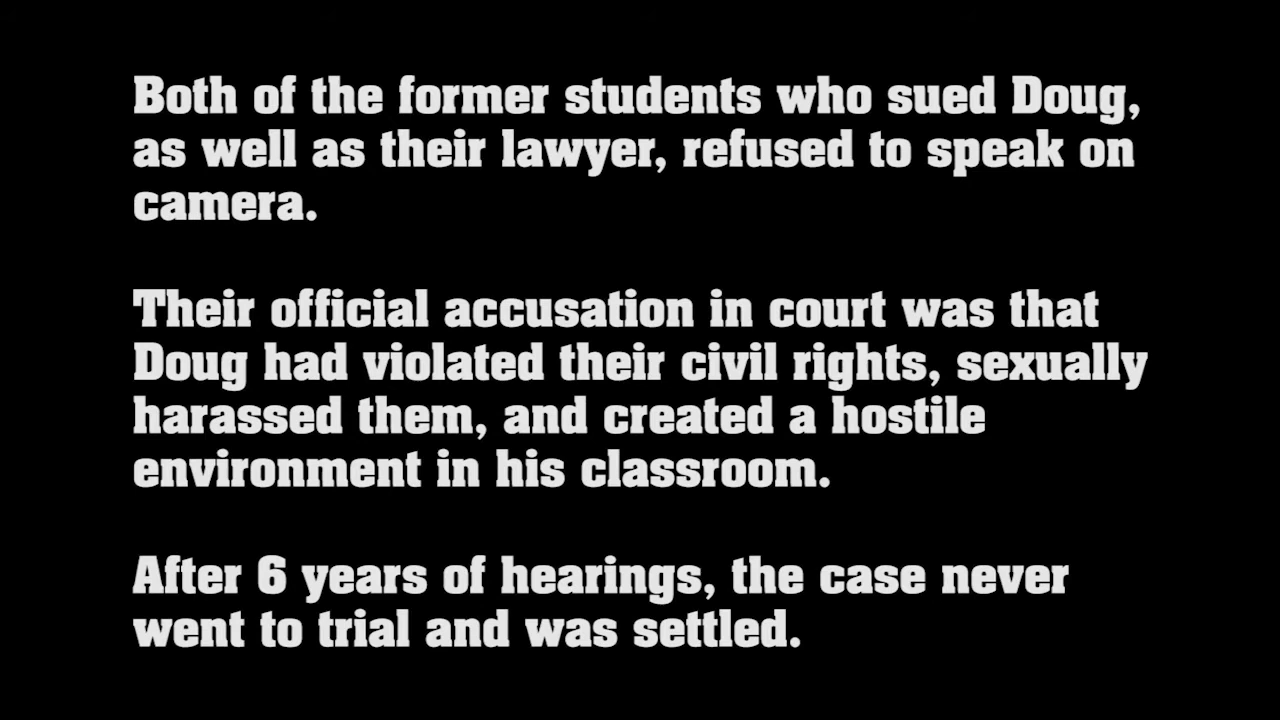 Both of the former students who sued Doug,
as well as their lawyer, refused to speak on
camera.
Their official accusation in court was that
Doug had violated their civil rights, sexually
harassed them, and created a hostile
environment in his classroom.
After 6 years of hearings, the case never
went to trial and was settled.